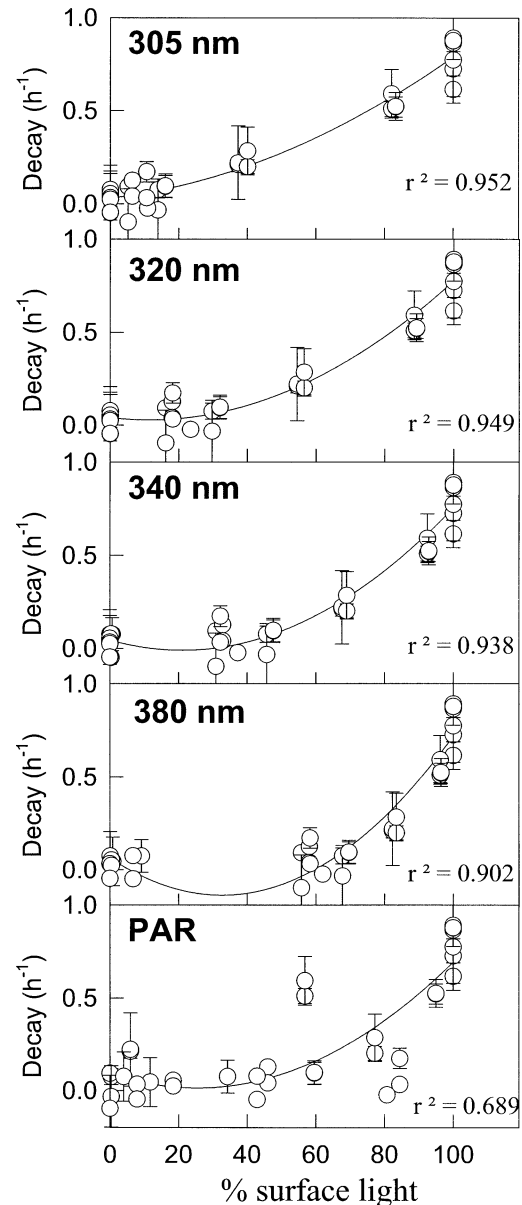 1.0
305 nm
Decay (h-1)
0.5
r ² = 0.952
0.0
1.0
320 nm
Decay (h-1)
0.5
0.0
r ² = 0.949
1.0
340 nm
Decay (h-1)
0.5
0.0
r ² = 0.938
1.0
380 nm
Decay (h-1)
0.5
0.0
r ² = 0.902
1.0
PAR
Decay (h-1)
0.5
0.0
r ² = 0.689
0 20 40 60 80 100
% surface light